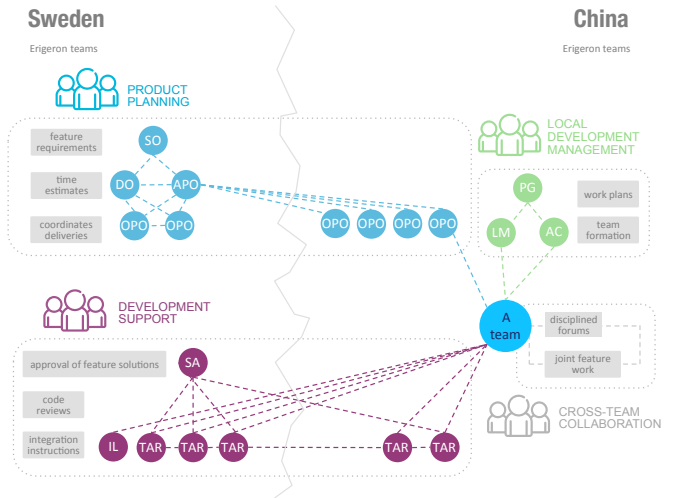 Sweden
China
Erigeron teams
Erigeron teams
PRODUCT
PLANNING
LOCAL
DEVELOPMENT
MANAGEMENT
feature
requirements
SO
time
estimates
DO
APO
PG
work plans
coordinates
deliveries
OPO
OPO
OPO
OPO
OPO
OPO
LM
AC
team
formation
DEVELOPMENT
SUPPORT
A
team
disciplined
forums
joint feature
work
approval of feature solutions
SA
code
reviews
CROSS-TEAM
COLLABORATION
integration
instructions
IL
TAR
TAR
TAR
TAR
TAR